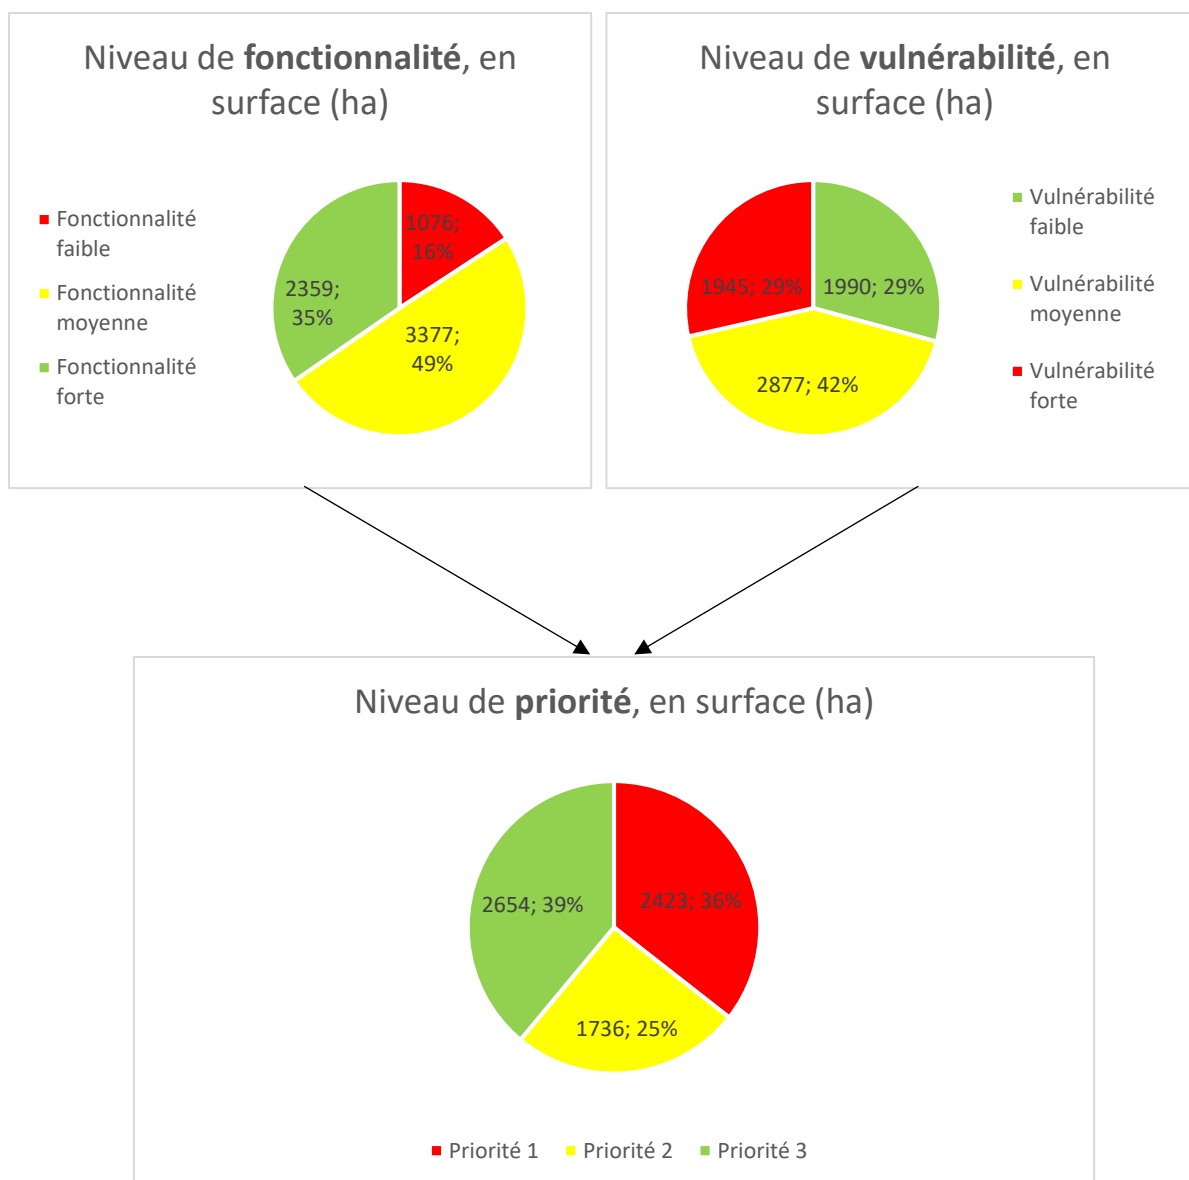 Niveau de fonctionnalité, en
surface (ha)
Fonctionnalité
faible
Fonctionnalité
moyenne
Fonctionnalité
forte
1076;
16%
3377;
49%
2359;
35%
Niveau de vulnérabilité, en
surface (ha)
1945; 29%
1990; 29%
2877; 42%
Vulnérabilité
faible
Vulnérabilité
moyenne
Vulnérabilité
forte
Niveau de priorité, en surface (ha)
2654; 39%
2423; 36%
1736; 25%
Priorité 1
Priorité 2
Priorité 3